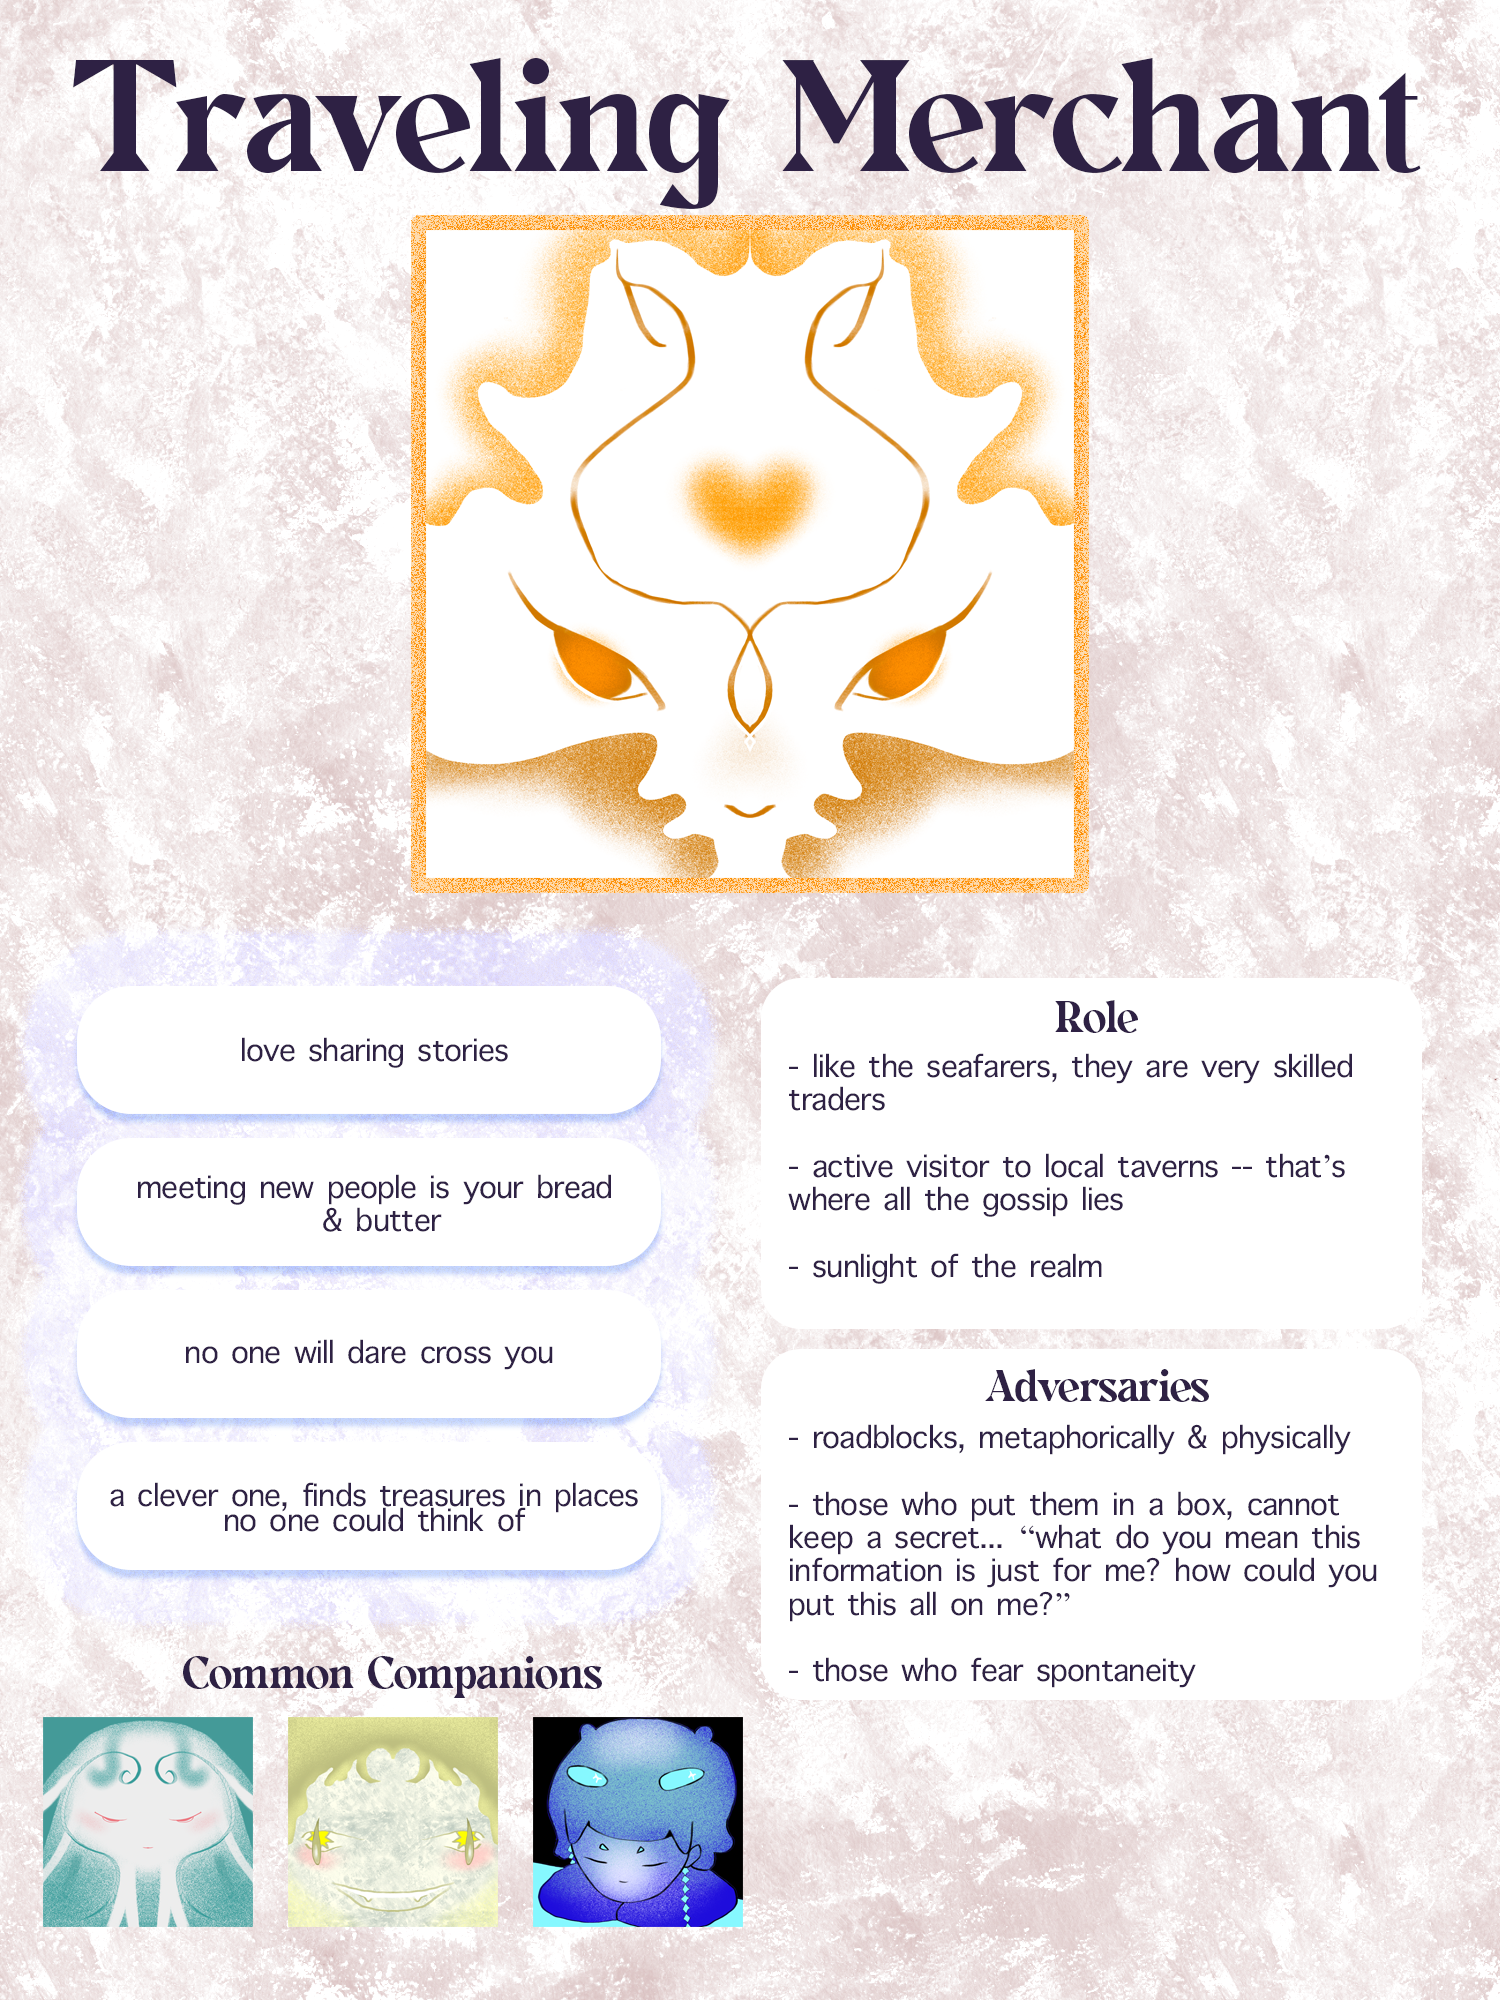 Traveling Merchant
love sharing stories
meeting new people is your bread
& butter
no one will dare cross you
a clever one, finds treasures in places
no one could think of
Common Companions
Role
- like the seafarers, they are very skilled
traders
- active visitor to local taverns -- that’s
where all the gossip lies
- sunlight of the realm
Adversaries
- roadblocks, metaphorically & physically
- those who put them in a box, cannot
keep a secret... “what do you mean this
information is just for me? how could you
put this all on me?”
- those who fear spontaneity